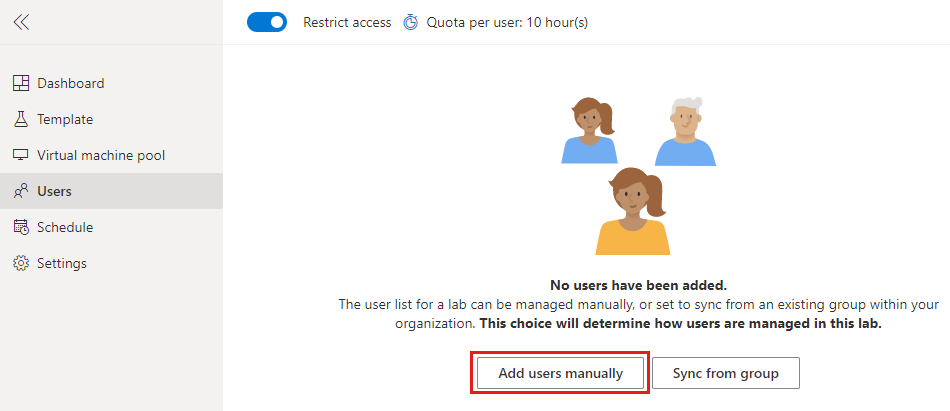 Restrict access Quota per user: 10 hour(s)
Dashboard
Template
Virtual machine pool
Users
Schedule
Settings
No users have been added.
The user list for a lab can be managed manually, or set to sync from an existing group within your
organization. This choice will determine how users are managed in this lab.
Add users manually Sync from group